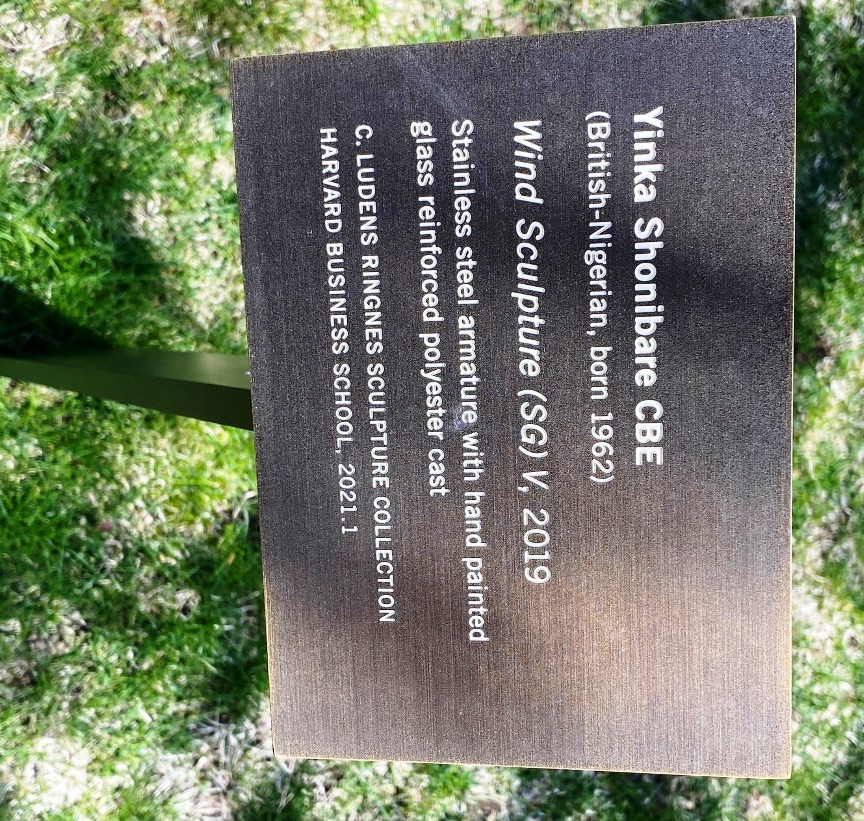 Yinka Shonibare CBE
(British-Nigerian, born 1962)
Wind Sculpture (SG) V, 2019
Stainless steel armature with hand painted
glass reinforced polyester cast
C. LUDENS RINGNES SCULPTURE COLLECTION
HARVARD BUSINESS SCHOOL, 2021.1